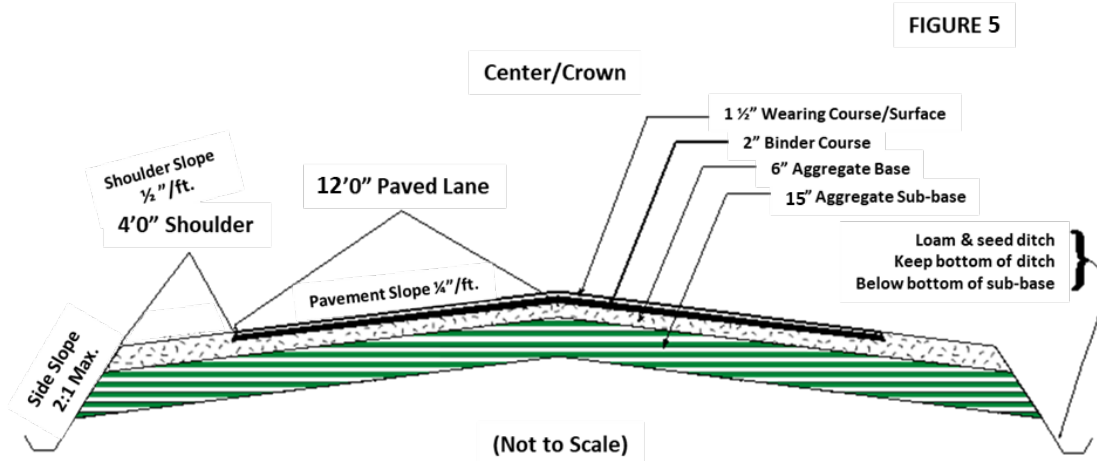 FIGURE 5
Center/Crown
1 ½” Wearing Course/Surface
2” Binder Course
6” Aggregate Base
15” Aggregate Sub-base
Shoulder Slope
½ ”/ft.
4’0” Shoulder
12’0” Paved Lane
Loam & seed ditch
Keep bottom of ditch
Below bottom of sub-base
Pavement Slope ¼”/ft.
Side Slope
2:1 Max.
(Not to Scale)